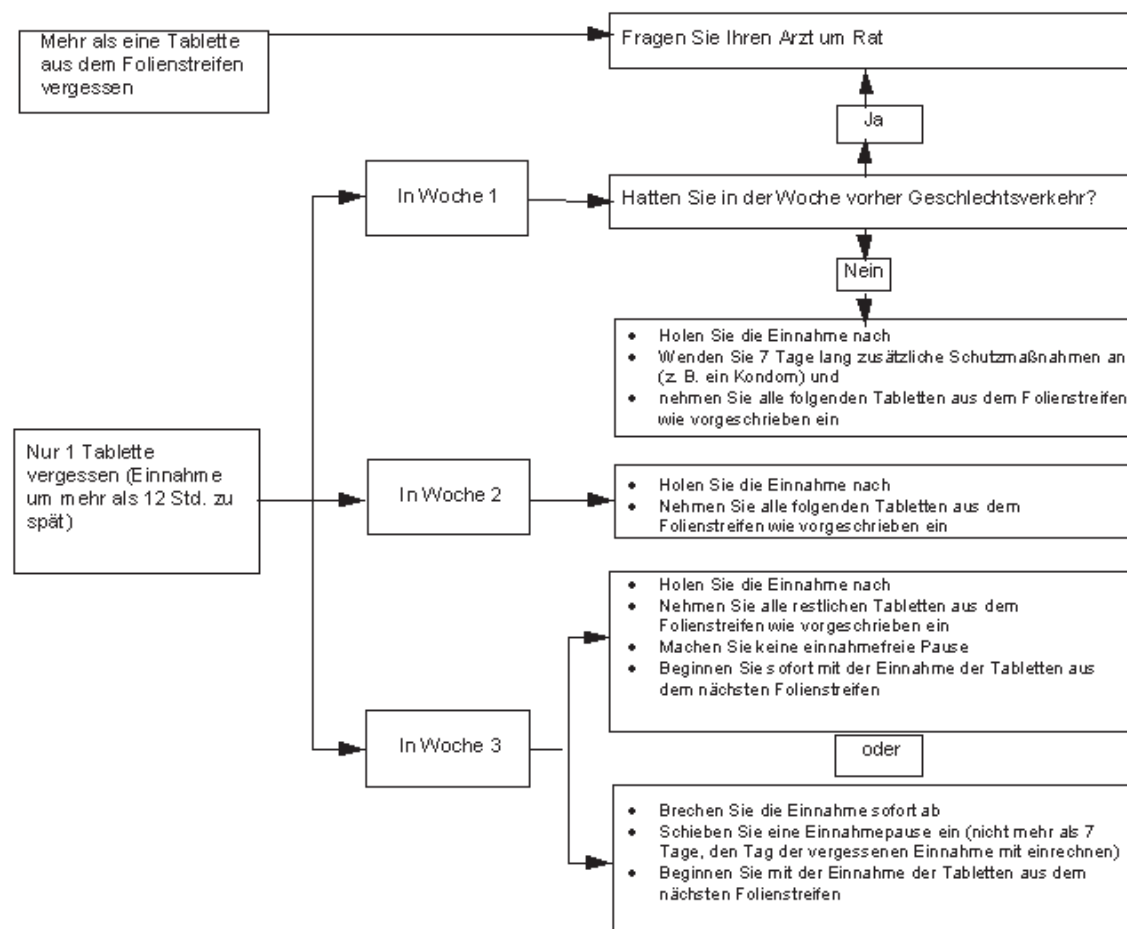 Mehr als eine Tablette
aus dem Folienstreifen
vergessen
Fragen Sie Ihren Arzt um Rat
Ja
In Woche 1
Hatten Sie in der Woche vorher Geschlechtsverkehr?
Nein
• Holen Sie die Einnahme nach
• Wenden Sie 7 Tage lang zusätzliche Schutzmaßnahmen an
(z. B. ein Kondom) und
• nehmen Sie alle folgenden Tabletten aus dem Folienstreifen
wie vorgeschrieben ein
Nur 1 Tablette
vergessen (Einnahme
um mehr als 12 Std. zu
spät)
In Woche 2
• Holen Sie die Einnahme nach
• Nehmen Sie alle folgenden Tabletten aus dem
Folienstreifen wie vorgeschrieben ein
In Woche 3
• Holen Sie die Einnahme nach
• Nehmen Sie alle restlichen Tabletten aus dem
Folienstreifen wie vorgeschrieben ein
• Machen Sie keine einnahmefreie Pause
• Beginnen Sie sofort mit der Einnahme der Tabletten aus
dem nächsten Folienstreifen
oder
• Brechen Sie die Einnahme sofort ab
• Schieben Sie eine Einnahmepause ein (nicht mehr als 7
Tage, den Tag der vergessenen Einnahme mit einrechnen)
• Beginnen Sie mit der Einnahme der Tabletten aus dem
nächsten Folienstreifen